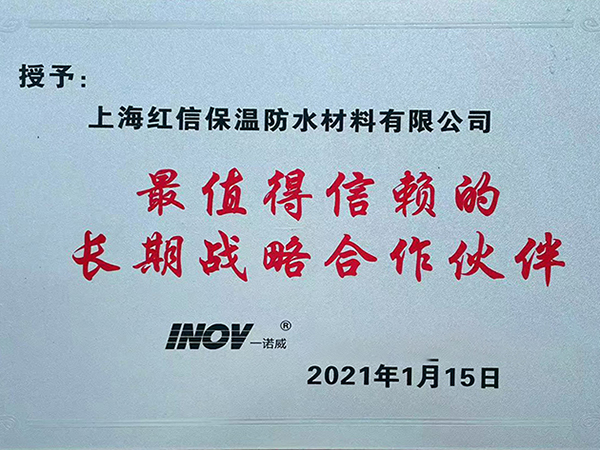 授予：
上海红信保温防水材料有限公司
最值得信赖的
长期战略合作伙伴
INOV®一诺威
2021年1月15日